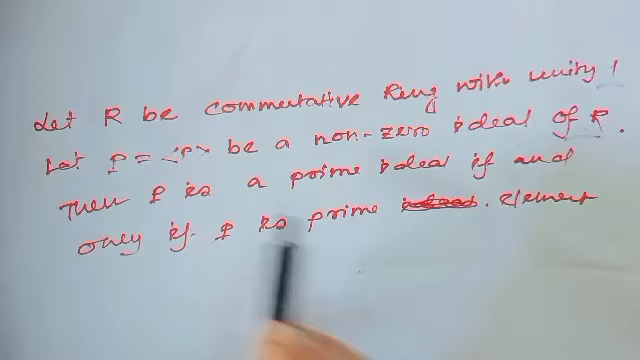 Let R be commutative Ring with unity 1
Let P = <P> be a non-zero ideal of R.
Then P is a prime ideal if and
only if P is prime . element